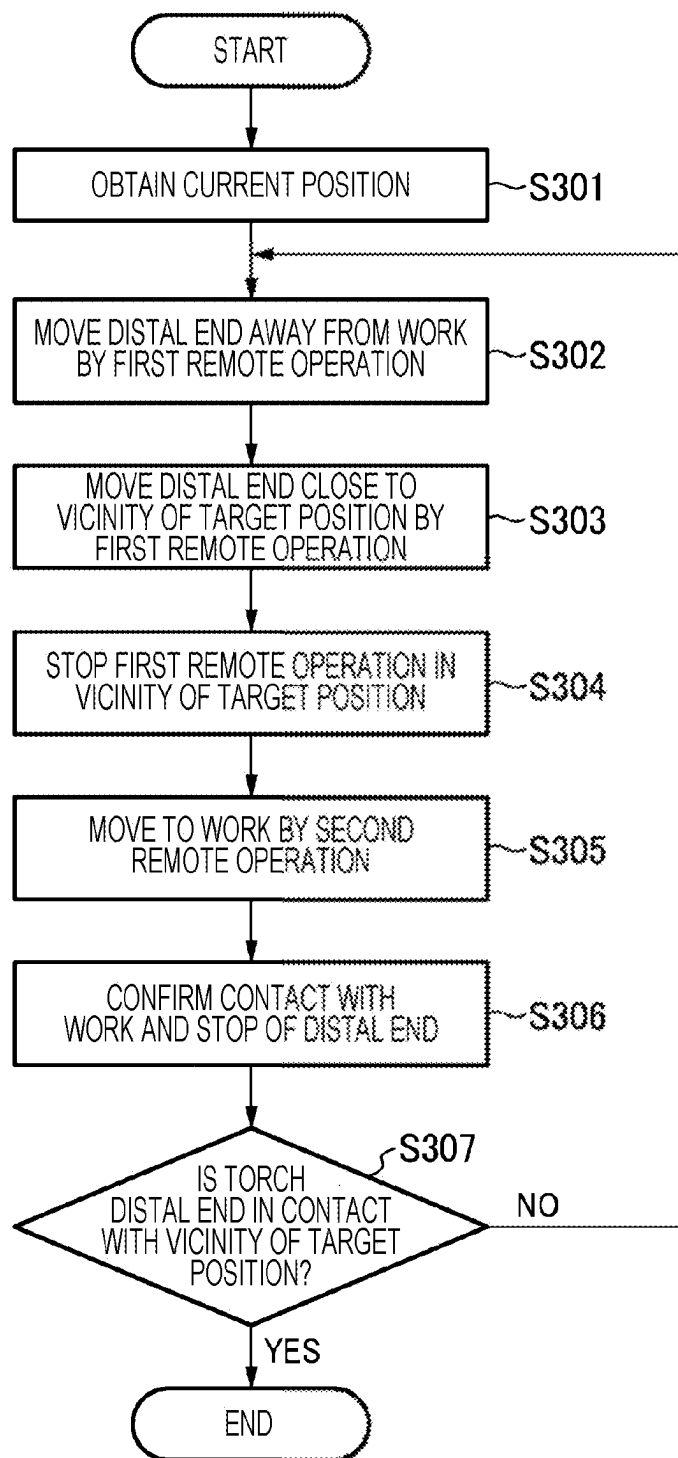 START
OBTAIN CURRENT POSITION
S301
MOVE DISTAL END AWAY FROM WORK
BY FIRST REMOTE OPERATION
S302
MOVE DISTAL END CLOSE TO
VICINITY OF TARGET POSITION BY
FIRST REMOTE OPERATION
S303
STOP FIRST REMOTE OPERATION IN
VICINITY OF TARGET POSITION
S304
MOVE TO WORK BY SECOND
REMOTE OPERATION
S305
CONFIRM CONTACT WITH
WORK AND STOP OF DISTAL END
S306
S307
IS TORCH
DISTAL END IN CONTACT
WITH VICINITY OF TARGET
POSITION?
NO
YES
END